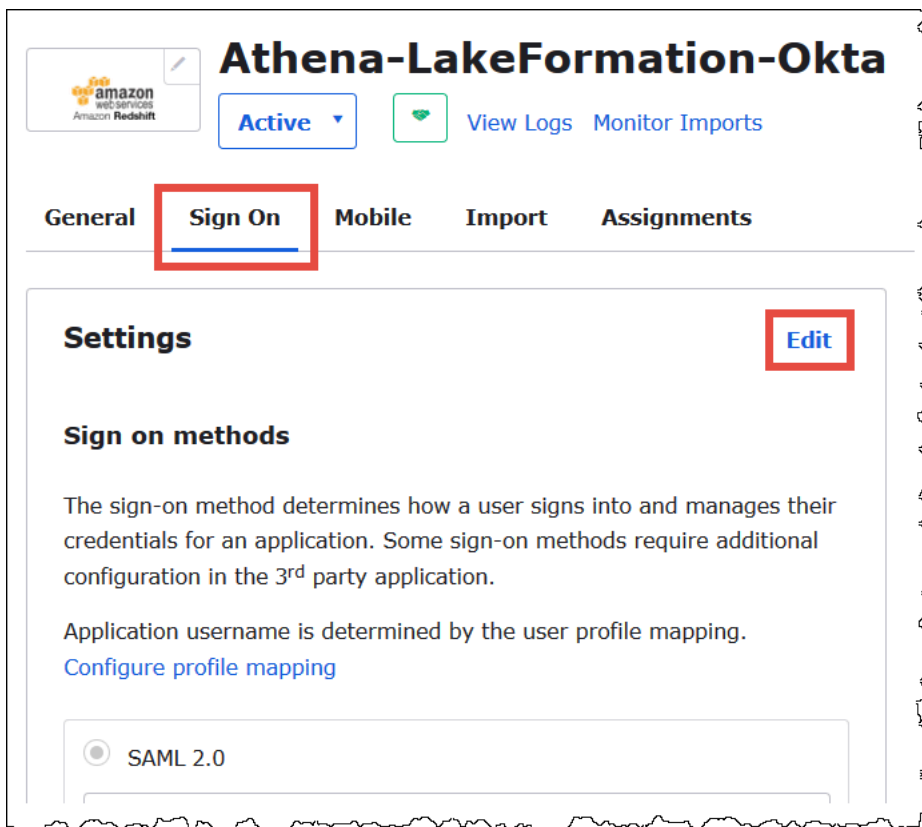 Athena-LakeFormation-Okta
amazon
webservices
Amazon Redshift
Active
View Logs
Monitor Imports
General
Sign On
Mobile
Import
Assignments
Settings
Edit
Sign on methods
The sign-on method determines how a user signs into and manages their
credentials for an application. Some sign-on methods require additional
configuration in the 3rd party application.
Application username is determined by the user profile mapping.
Configure profile mapping
SAML 2.0